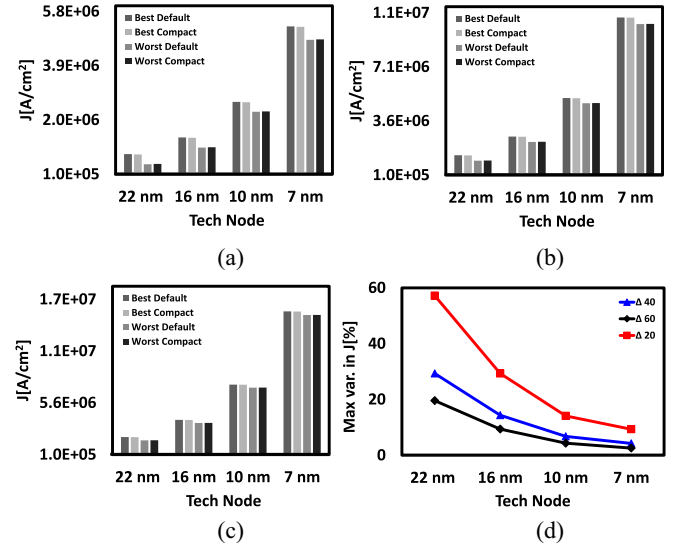 5.8E+06
3.9E+06
2.0E+06
1.0E+05
J[A/cm²]
Best Default
Best Compact
Worst Default
Worst Compact
22 nm 16 nm 10 nm 7 nm
Tech Node
(a)
1.1E+07
7.1E+06
3.6E+06
1.0E+05
J[A/cm²]
Best Default
Best Compact
Worst Default
Worst Compact
22 nm 16 nm 10 nm 7 nm
Tech Node
(b)
1.7E+07
1.1E+07
5.6E+06
1.0E+05
J[A/cm²]
Best Default
Best Compact
Worst Default
Worst Compact
22 nm 16 nm 10 nm 7 nm
Tech Node
(c)
60
40
20
0
Max var. in J[%]
Δ 40
Δ 60
Δ 20
22 nm 16 nm 10 nm 7 nm
Tech Node
(d)